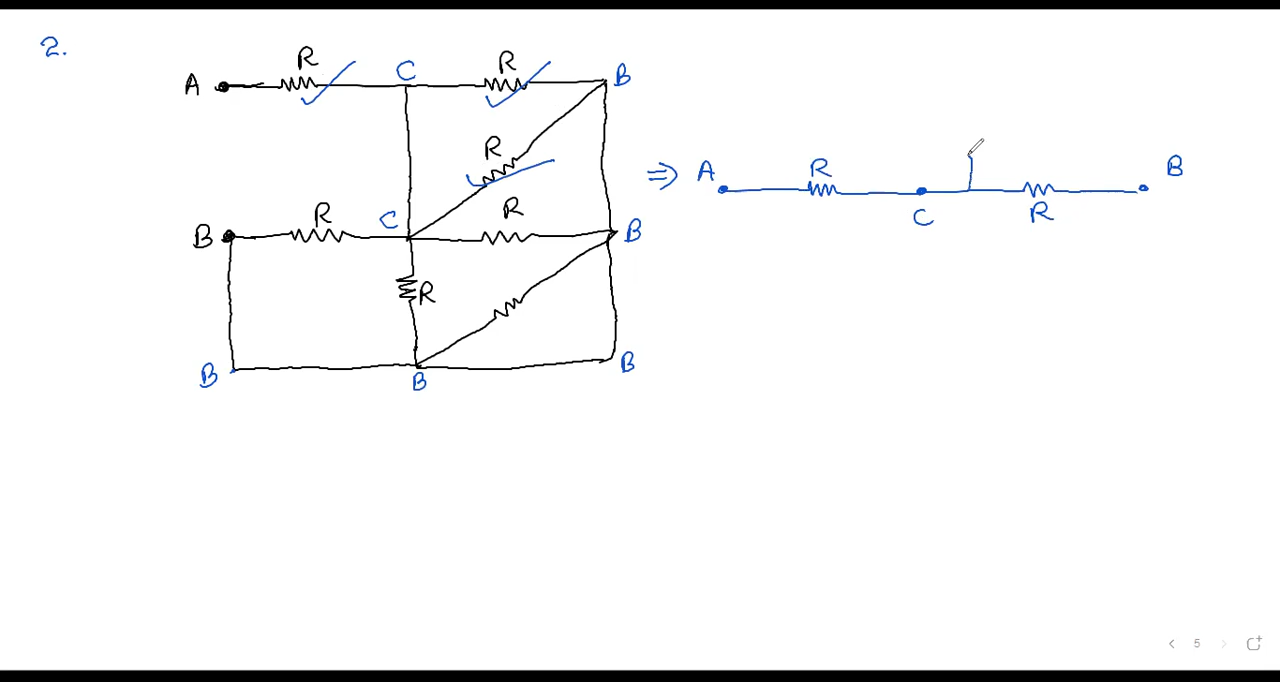 2.
A R C R B
R
⇒ A R C R B
B R C R B
R
B B B
5